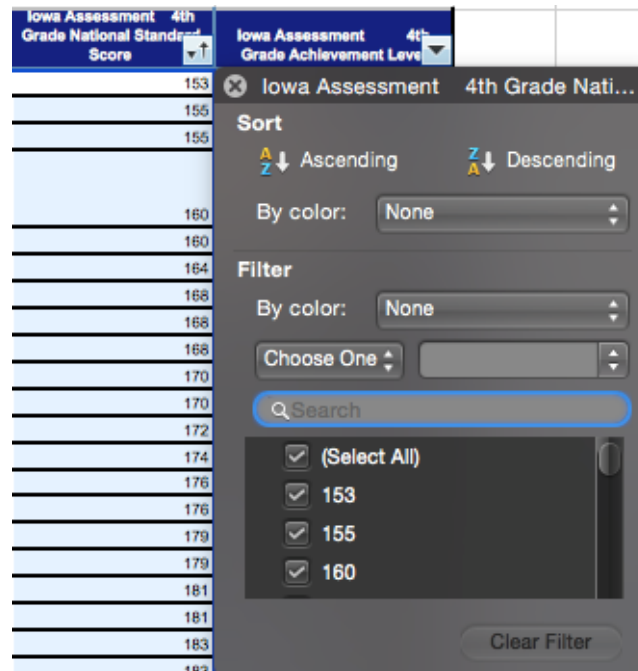 Iowa Assessment 4th
Grade National Standard
Score
Iowa Assessment 4th
Grade Achievement Leve
153
155
155
160
160
164
168
168
168
170
170
172
174
176
176
179
179
181
181
183
183
Iowa Assessment 4th Grade Nati...
Sort
Ascending
Descending
By color: None
Filter
By color: None
Choose One
Search
(Select All)
153
155
160
Clear Filter